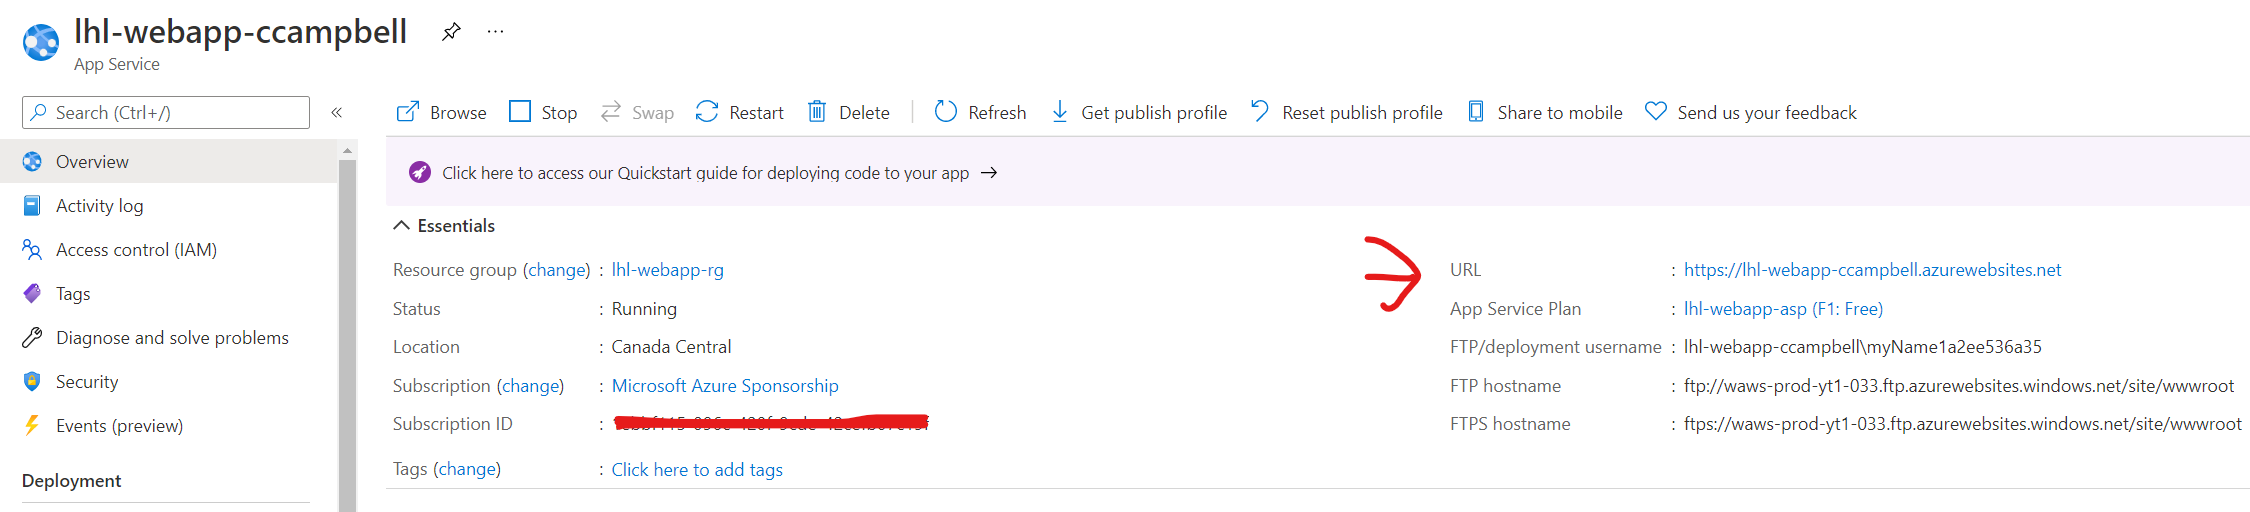 lhl-webapp-ccampbell ...
App Service
Search (Ctrl+/) «
Browse Stop Swap Restart Delete Refresh Get publish profile Reset publish profile Share to mobile Send us your feedback
Overview
Activity log
Access control (IAM)
Tags
Diagnose and solve problems
Security
Events (preview)
Deployment
Click here to access our Quickstart guide for deploying code to your app →
Essentials
Resource group (change) : lhl-webapp-rg
Status : Running
Location : Canada Central
Subscription (change) : Microsoft Azure Sponsorship
Subscription ID :
Tags (change) : Click here to add tags
URL : https://lhl-webapp-ccampbell.azurewebsites.net
App Service Plan : lhl-webapp-asp (F1: Free)
FTP/deployment username : lhl-webapp-ccampbell\myName1a2ee536a35
FTP hostname : ftp://waws-prod-yt1-033.ftp.azurewebsites.windows.net/site/wwwroot
FTPS hostname : ftps://waws-prod-yt1-033.ftp.azurewebsites.windows.net/site/wwwroot